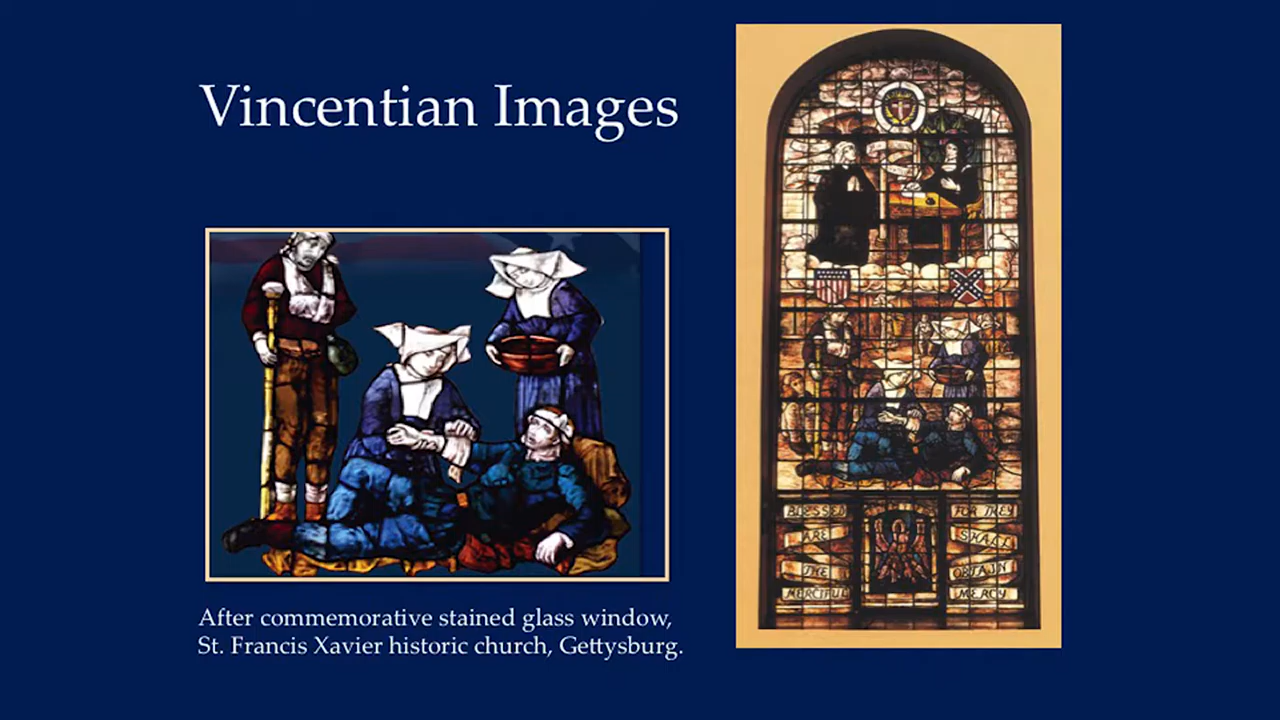 Vincentian Images
After commemorative stained glass window,
St. Francis Xavier historic church, Gettysburg.
BLESSED
ARE
THE
MERCIFUL
FOR THEY
SHALL
OBTAIN
MERCY